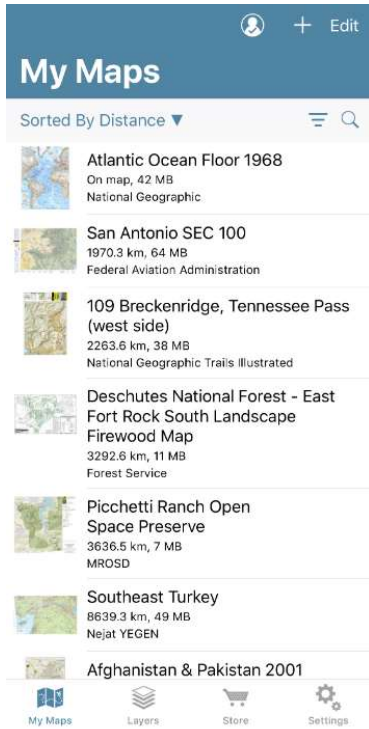 Edit
My Maps
Sorted By Distance ▼
Atlantic Ocean Floor 1968
On map, 42 MB
National Geographic
San Antonio SEC 100
1970.3 km, 64 MB
Federal Aviation Administration
109 Breckenridge, Tennessee Pass
(west side)
2263.6 km, 38 MB
National Geographic Trails Illustrated
Deschutes National Forest - East
Fort Rock South Landscape
Firewood Map
3292.6 km, 11 MB
Forest Service
Picchetti Ranch Open
Space Preserve
3636.5 km, 7 MB
MROSD
Southeast Turkey
8639.3 km, 49 MB
Nejat YEGEN
Afghanistan & Pakistan 2001
My Maps
Layers
Store
Settings